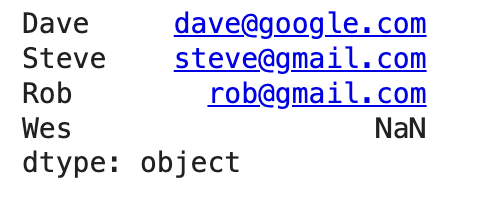 Dave     dave@google.com
Steve    steve@gmail.com
Rob        rob@gmail.com
Wes                  NaN
dtype: object